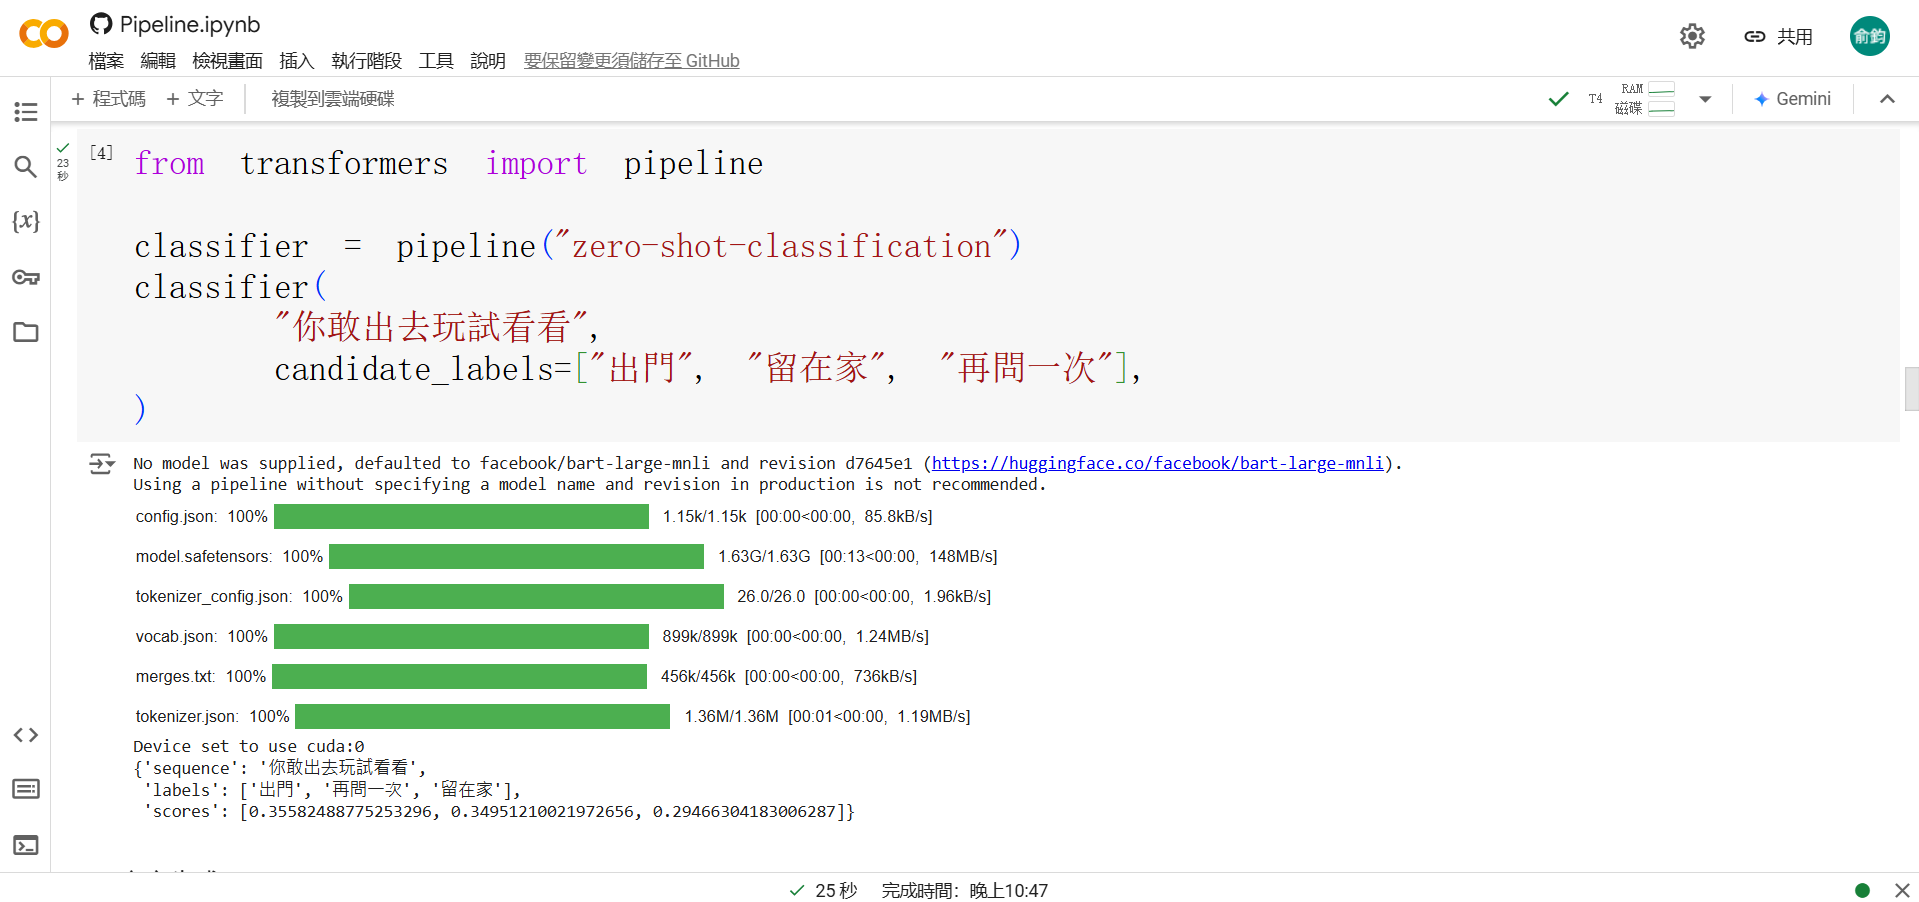 Pipeline.ipynb
檔案 編輯 檢視畫面 插入 執行階段 工具 說明 要保留變更須儲存至 GitHub
共用
俞鈞
+ 程式碼 + 文字 複製到雲端硬碟
T4 RAM
磁碟
Gemini
23
秒
[4]
from transformers import pipeline
classifier = pipeline("zero-shot-classification")
classifier(
"你敢出去玩試看看",
candidate_labels=["出門", "留在家", "再問一次"],
)
No model was supplied, defaulted to facebook/bart-large-mnli and revision d7645e1 (https://huggingface.co/facebook/bart-large-mnli).
Using a pipeline without specifying a model name and revision in production is not recommended.
config.json: 100% 1.15k/1.15k [00:00<00:00, 85.8kB/s]
model.safetensors: 100% 1.63G/1.63G [00:13<00:00, 148MB/s]
tokenizer_config.json: 100% 26.0/26.0 [00:00<00:00, 1.96kB/s]
vocab.json: 100% 899k/899k [00:00<00:00, 1.24MB/s]
merges.txt: 100% 456k/456k [00:00<00:00, 736kB/s]
tokenizer.json: 100% 1.36M/1.36M [00:01<00:00, 1.19MB/s]
Device set to use cuda:0
{'sequence': '你敢出去玩試看看',
'labels': ['出門', '再問一次', '留在家'],
'scores': [0.35582488775253296, 0.34951210021972656, 0.29466304183006287]}
25 秒 完成時間：晚上10:47